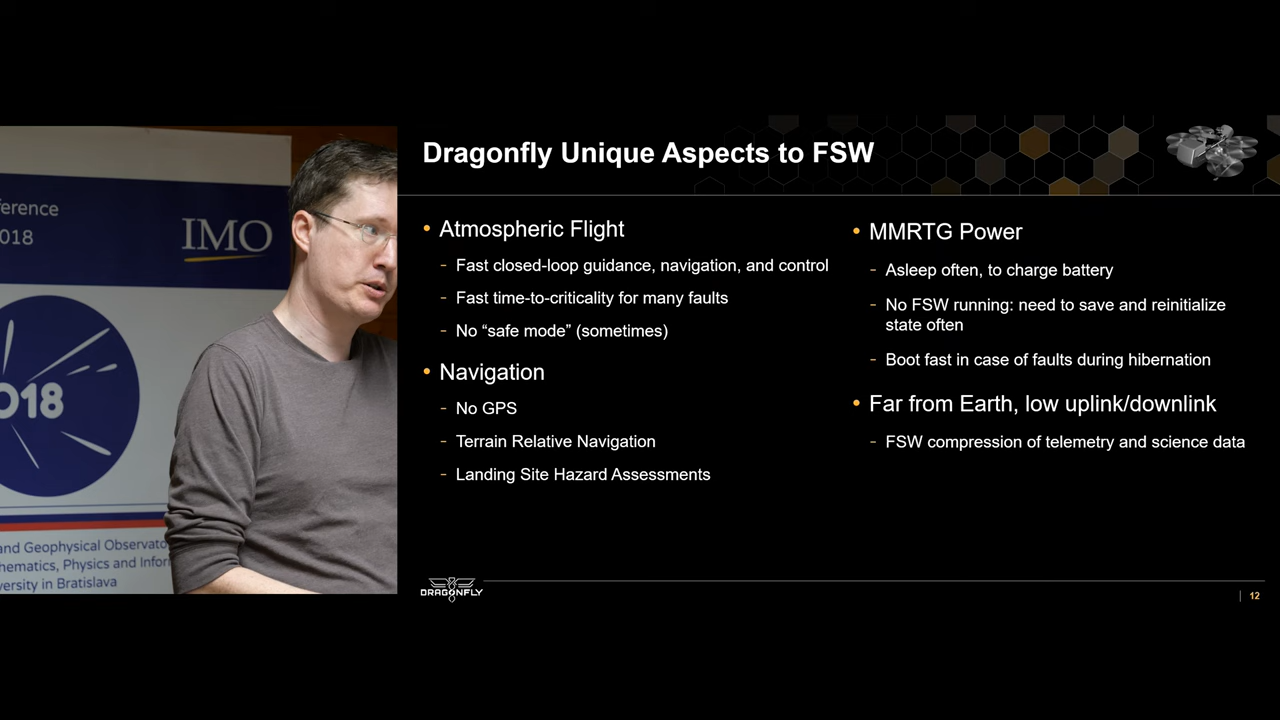 ference
018
IMO
018
and Geophysical Observato
hematics, Physics and Infor
versity in Bratislava
Dragonfly Unique Aspects to FSW
• Atmospheric Flight
- Fast closed-loop guidance, navigation, and control
- Fast time-to-criticality for many faults
- No “safe mode” (sometimes)
• Navigation
- No GPS
- Terrain Relative Navigation
- Landing Site Hazard Assessments
• MMRTG Power
- Asleep often, to charge battery
- No FSW running: need to save and reinitialize
state often
- Boot fast in case of faults during hibernation
• Far from Earth, low uplink/downlink
- FSW compression of telemetry and science data
DRAGONFLY
12